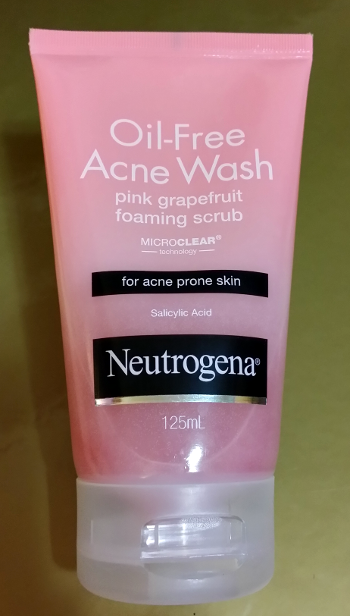 Oil-Free
Acne Wash
pink grapefruit
foaming scrub
MICROCLEAR®
technology
for acne prone skin
Salicylic Acid
Neutrogena®
125mL